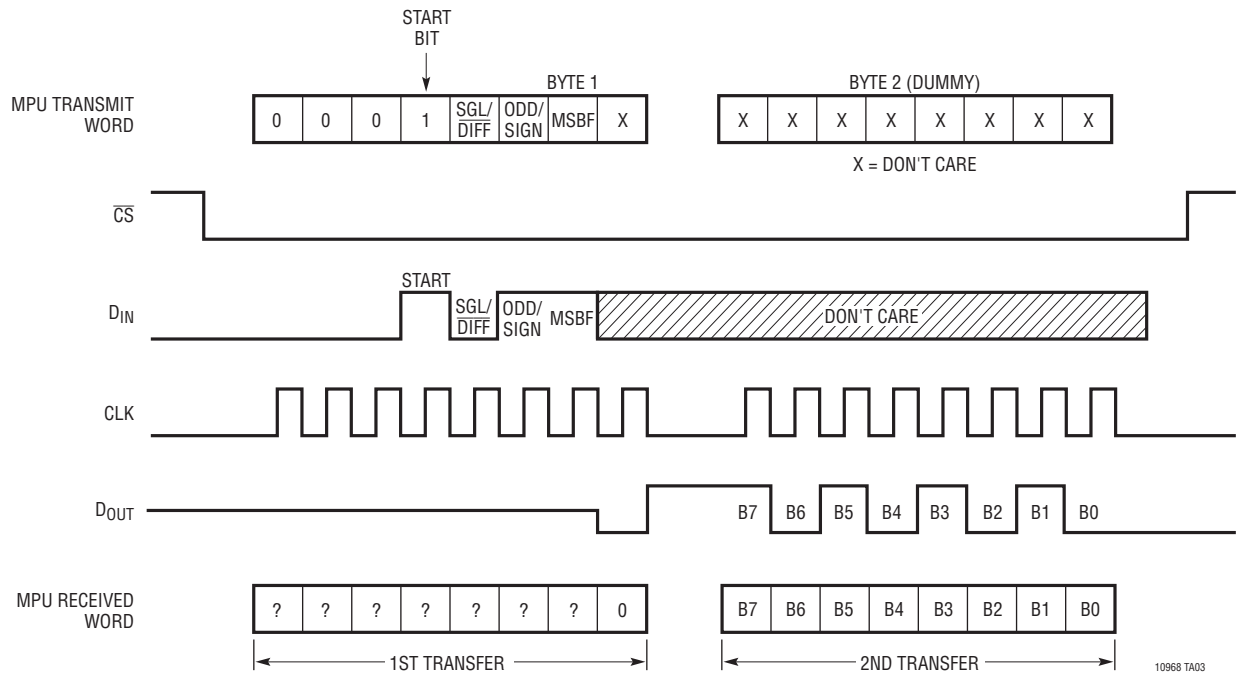 START
BIT
BYTE 1
BYTE 2 (DUMMY)
MPU TRANSMIT
WORD
0 0 0 1 SGL/DIFF ODD/SIGN MSBF X
X X X X X X X X
X = DON'T CARE
CS
START
DIN
SGL/DIFF ODD/SIGN MSBF DON'T CARE
CLK
DOUT
B7 B6 B5 B4 B3 B2 B1 B0
MPU RECEIVED
WORD
? ? ? ? ? ? ? 0
B7 B6 B5 B4 B3 B2 B1 B0
1ST TRANSFER
2ND TRANSFER
10968 TA03